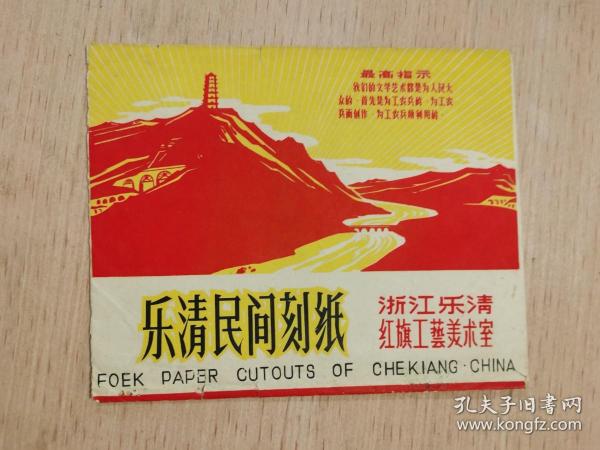 最高指示
我们的文学艺术都是为人民大
众的，首先是为工农兵的，为工农
兵而创作，为工农兵所利用的
乐清民间刻纸
浙江乐清
红旗工藝美术室
FOEK PAPER CUTOUTS OF CHEKIANG·CHINA
孔夫子旧书网
www.kongfz.com